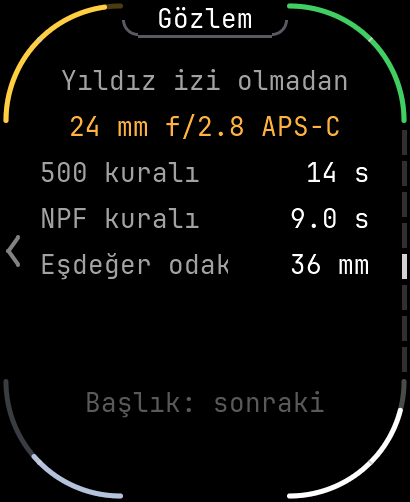 Gözlem
Yıldız izi olmadan
24 mm f/2.8 APS-C
500 kuralı 14 s
NPF kuralı 9.0 s
Eşdeğer odak 36 mm
Başlık: sonraki